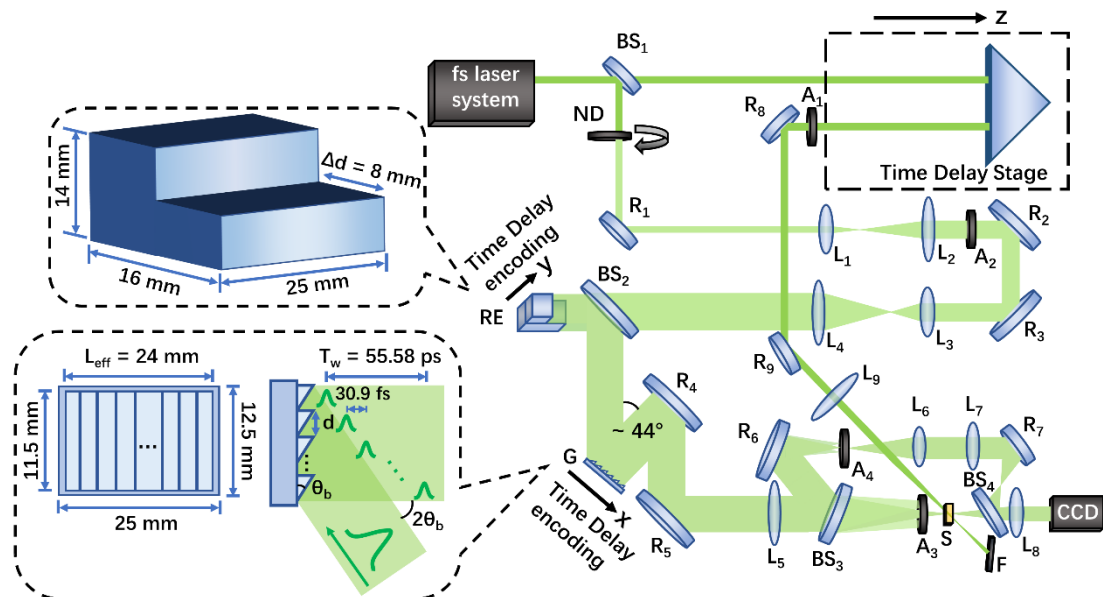 Z
BS₁
fs laser
system
ND
R₈
A₁
Time Delay Stage
14 mm
Δd = 8 mm
16 mm
25 mm
Time Delay
encoding
y
R₁
L₁
L₂
A₂
R₂
RE
BS₂
L₄
L₃
R₃
R₉
L₉
Leff = 24 mm
11.5 mm
12.5 mm
...
25 mm
Tw = 55.58 ps
30.9 fs
d
θb
2θb
R₄
~ 44°
G
X
Time Delay
encoding
R₅
R₆
A₄
L₆
L₇
R₇
BS₄
L₅
BS₃
A₃
S
F
L₈
CCD